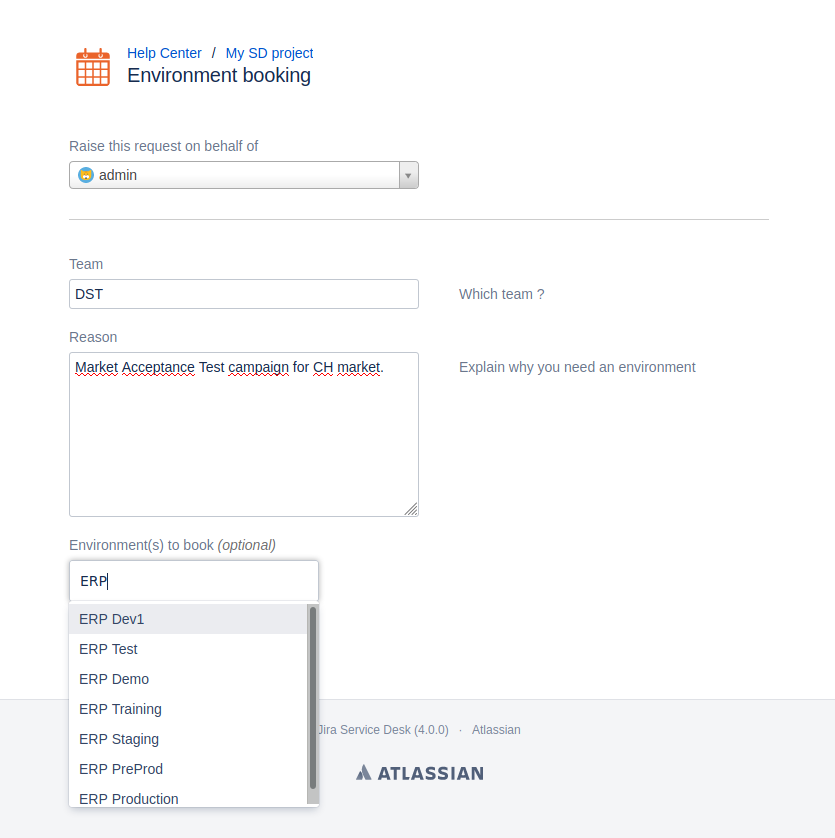 Help Center / My SD project
Environment booking
Raise this request on behalf of
admin
Team
DST
Which team ?
Reason
Market Acceptance Test campaign for CH market.
Explain why you need an environment
Environment(s) to book (optional)
ERP
ERP Dev1
ERP Test
ERP Demo
ERP Training
ERP Staging
ERP PreProd
ERP Production
Jira Service Desk (4.0.0) · Atlassian
ATLASSIAN